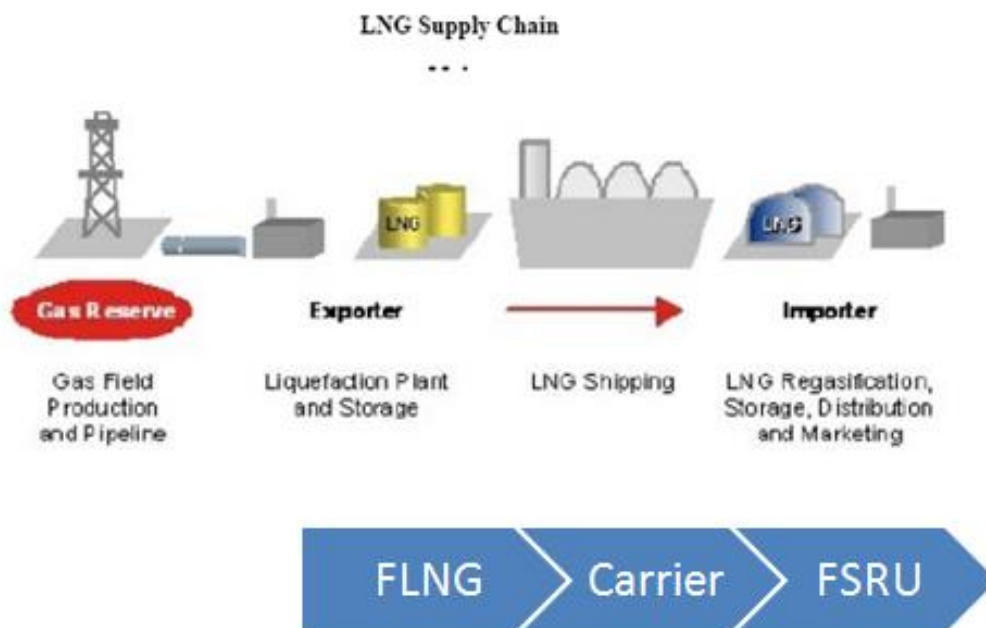 LNG Supply Chain
LNG
LNG
Gas Reserve
Exporter
Importer
Gas Field
Production
and Pipeline
Liquefaction Plant
and Storage
LNG Shipping
LNG Regasification,
Storage, Distribution
and Marketing
FLNG
Carrier
FSRU